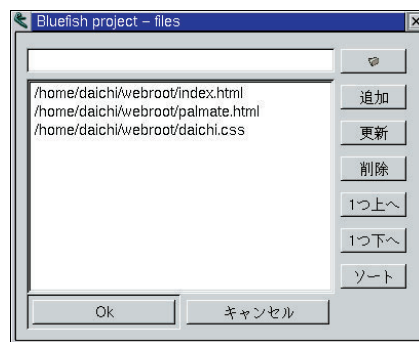 Bluefish project – files
/home/daichi/webroot/index.html
/home/daichi/webroot/palmate.html
/home/daichi/webroot/daichi.css
追加
更新
削除
1つ上へ
1つ下へ
ソート
Ok
キャンセル